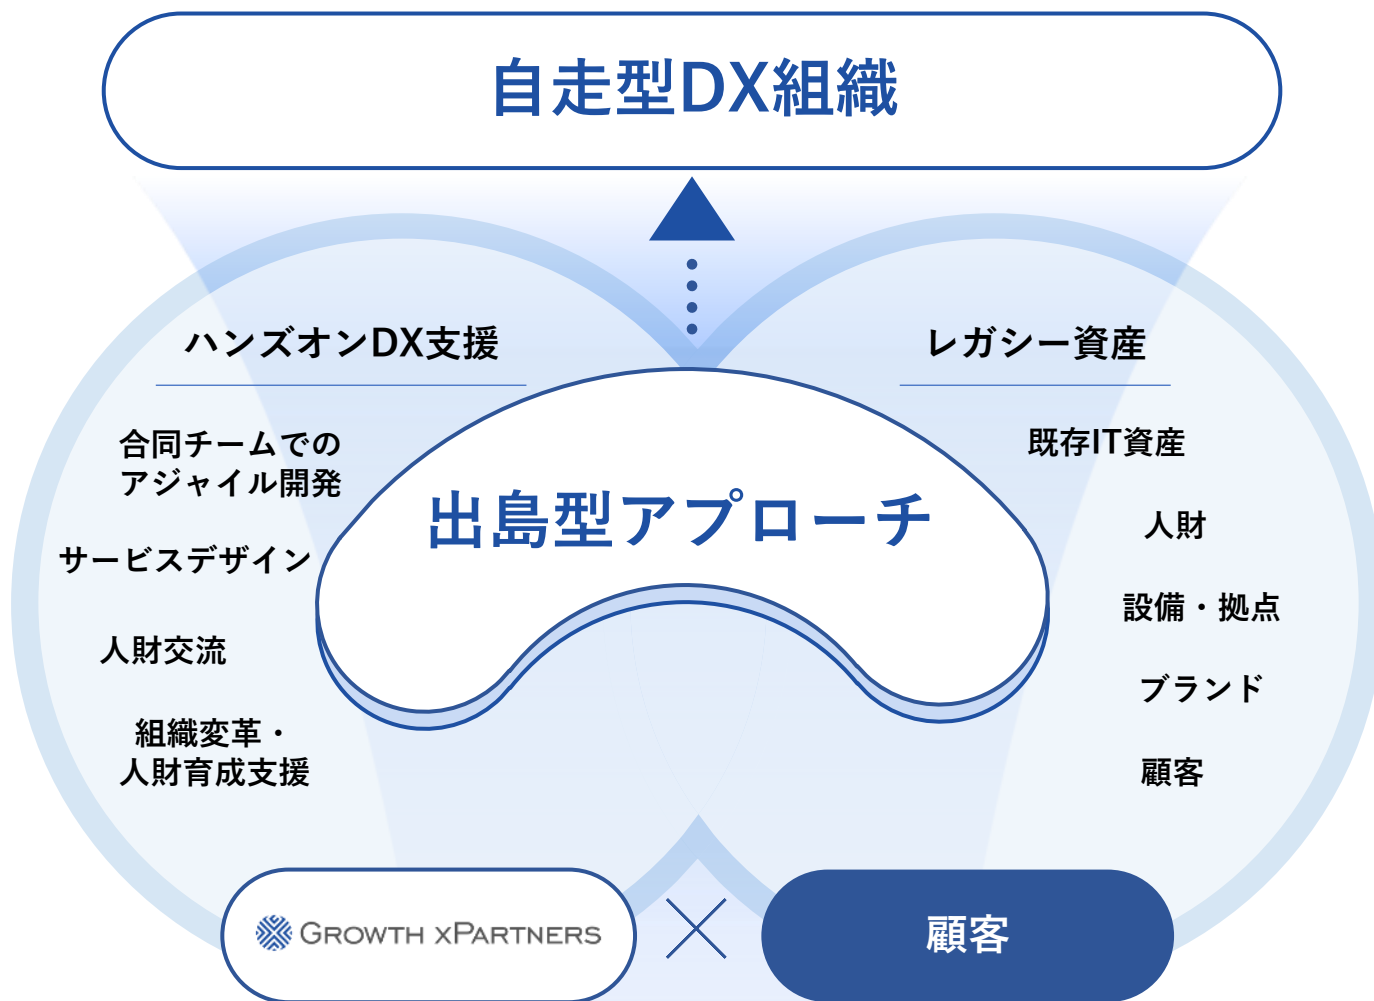 自走型DX組織
ハンズオンDX支援
合同チームでの
アジャイル開発
サービスデザイン
人財交流
組織変革・
人財育成支援
出島型アプローチ
レガシー資産
既存IT資産
人財
設備・拠点
ブランド
顧客
GROWTH XPARTNERS
×
顧客